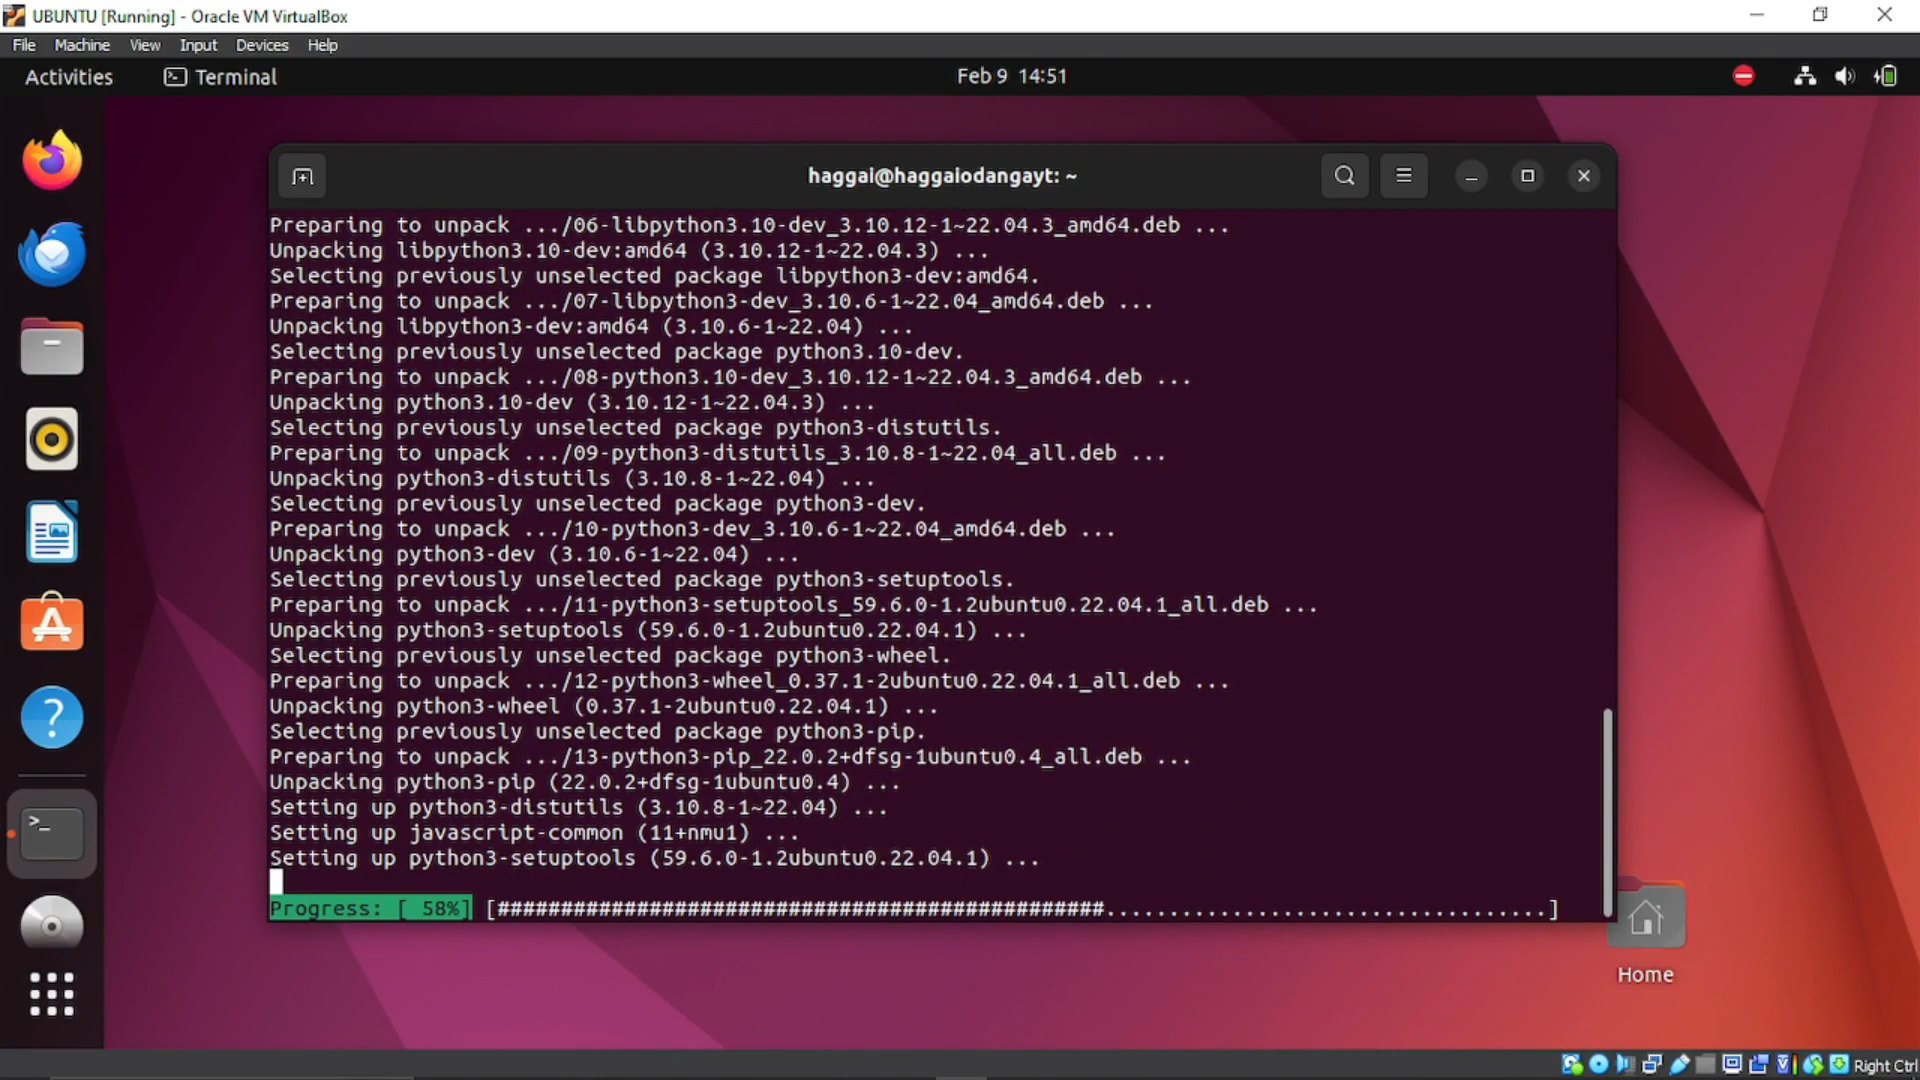 UBUNTU [Running] - Oracle VM VirtualBox
File Machine View Input Devices Help
Activities Terminal Feb 9 14:51
haggai@haggaiodangayt: ~
Preparing to unpack .../06-libpython3.10-dev_3.10.12-1~22.04.3_amd64.deb ...
Unpacking libpython3.10-dev:amd64 (3.10.12-1~22.04.3) ...
Selecting previously unselected package libpython3-dev:amd64.
Preparing to unpack .../07-libpython3-dev_3.10.6-1~22.04_amd64.deb ...
Unpacking libpython3-dev:amd64 (3.10.6-1~22.04) ...
Selecting previously unselected package python3.10-dev.
Preparing to unpack .../08-python3.10-dev_3.10.12-1~22.04.3_amd64.deb ...
Unpacking python3.10-dev (3.10.12-1~22.04.3) ...
Selecting previously unselected package python3-distutils.
Preparing to unpack .../09-python3-distutils_3.10.8-1~22.04_all.deb ...
Unpacking python3-distutils (3.10.8-1~22.04) ...
Selecting previously unselected package python3-dev.
Preparing to unpack .../10-python3-dev_3.10.6-1~22.04_amd64.deb ...
Unpacking python3-dev (3.10.6-1~22.04) ...
Selecting previously unselected package python3-setuptools.
Preparing to unpack .../11-python3-setuptools_59.6.0-1.2ubuntu0.22.04.1_all.deb ...
Unpacking python3-setuptools (59.6.0-1.2ubuntu0.22.04.1) ...
Selecting previously unselected package python3-wheel.
Preparing to unpack .../12-python3-wheel_0.37.1-2ubuntu0.22.04.1_all.deb ...
Unpacking python3-wheel (0.37.1-2ubuntu0.22.04.1) ...
Selecting previously unselected package python3-pip.
Preparing to unpack .../13-python3-pip_22.0.2+dfsg-1ubuntu0.4_all.deb ...
Unpacking python3-pip (22.0.2+dfsg-1ubuntu0.4) ...
Setting up python3-distutils (3.10.8-1~22.04) ...
Setting up javascript-common (11+nmu1) ...
Setting up python3-setuptools (59.6.0-1.2ubuntu0.22.04.1) ...
Progress: [ 58%] [################################################...................................]
Home
Right Ctrl